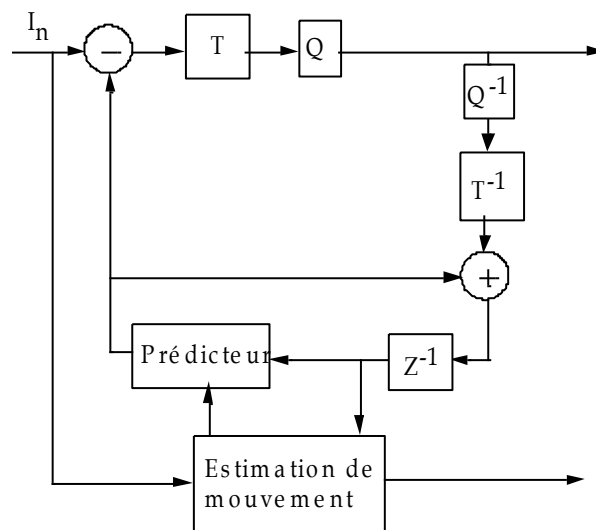 Iₙ
−
T
Q
Q⁻¹
T⁻¹
+
Prédicteur
Z⁻¹
Estimation de
mouvement